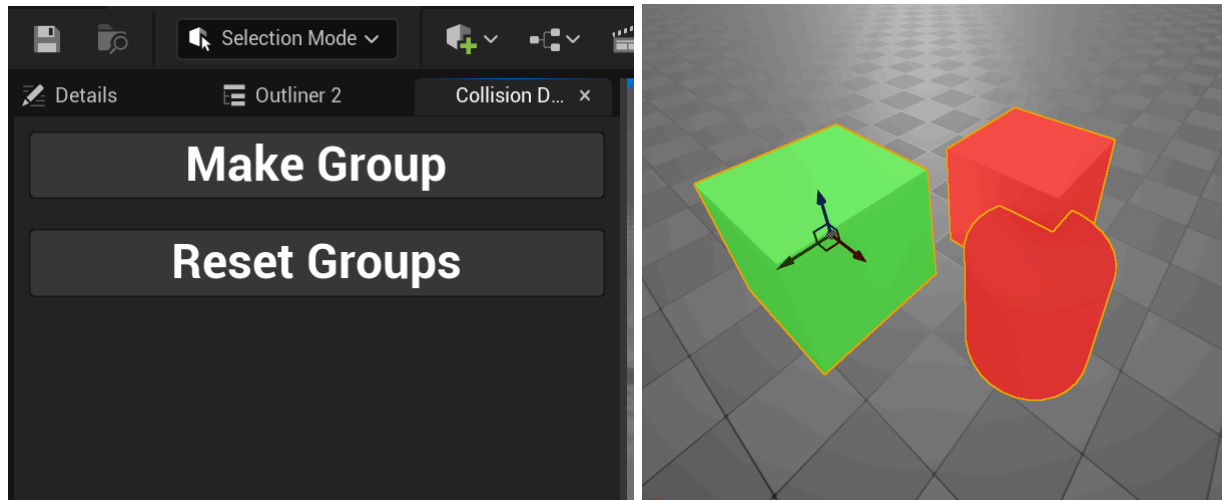 Selection Mode
Details
Outliner 2
Collision D...
Make Group
Reset Groups